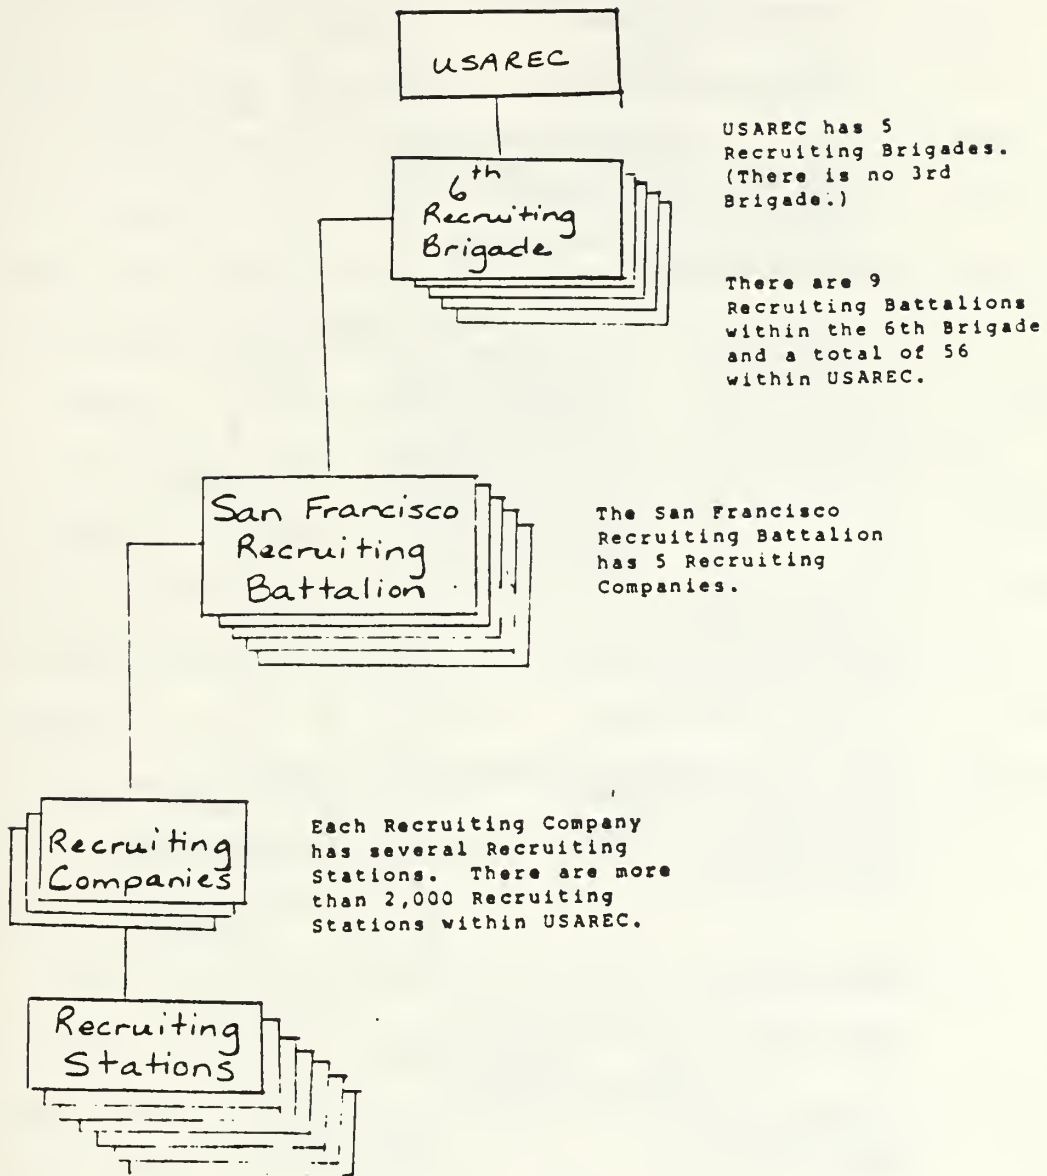 USAREC
USAREC has 5
Recruiting Brigades.
(There is no 3rd
Brigade.)
6th
Recruiting
Brigade
There are 9
Recruiting Battalions
within the 6th Brigade
and a total of 56
within USAREC.
San Francisco
Recruiting
Battalion
The San Francisco
Recruiting Battalion
has 5 Recruiting
Companies.
Recruiting
Companies
Each Recruiting Company
has several Recruiting
Stations. There are more
than 2,000 Recruiting
Stations within USAREC.
Recruiting
Stations